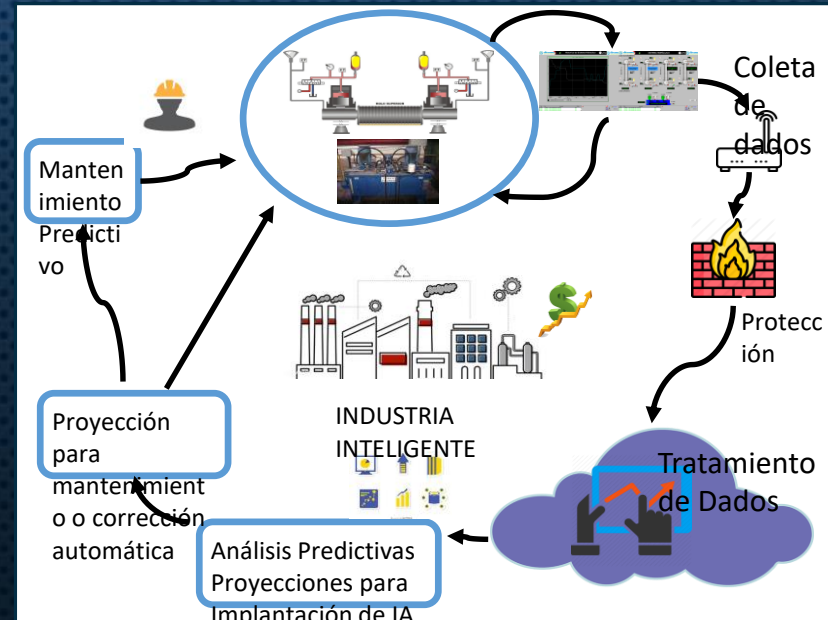 Coleta
de
dados
Manten
imiento
Predicti
vo
Protecc
ión
INDUSTRIA
INTELIGENTE
Proyección
para
mantenimient
o o corrección
automática
Tratamiento
de Dados
Análisis Predictivas
Proyecciones para
Implantación de IA